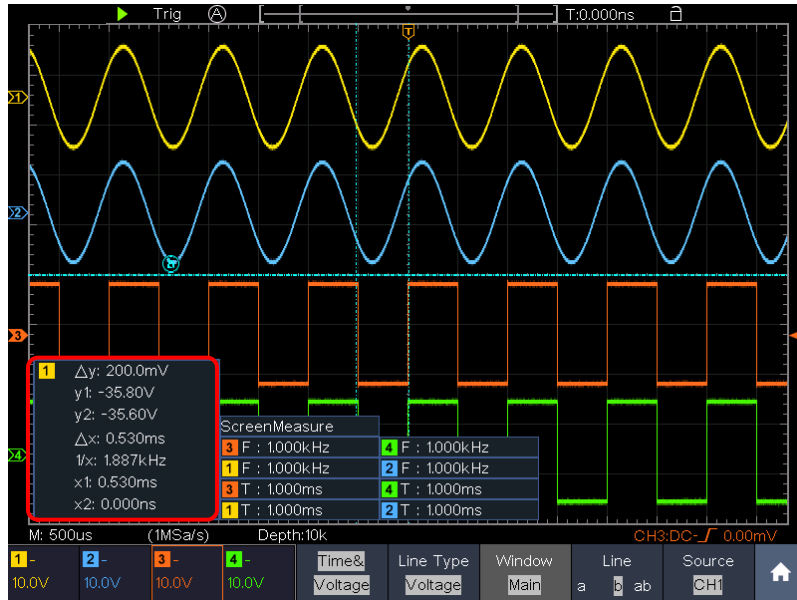 Trig A T:0.000ns
T
1
2
3
4
1 △y: 200.0mV
y1: -35.80V
y2: -35.60V
△x: 0.530ms
1/x: 1.887kHz
x1: 0.530ms
x2: 0.000ns
ScreenMeasure
3 F : 1.000kHz 4 F : 1.000kHz
1 F : 1.000kHz 2 F : 1.000kHz
3 T : 1.000ms 4 T : 1.000ms
1 T : 1.000ms 2 T : 1.000ms
M: 500us (1MSa/s) Depth:10k CH3:DC- 0.00mV
1 - 2 - 3 - 4 - Time& Line Type Window Line Source
10.0V 10.0V 10.0V 10.0V Voltage Voltage Main a b ab CH1